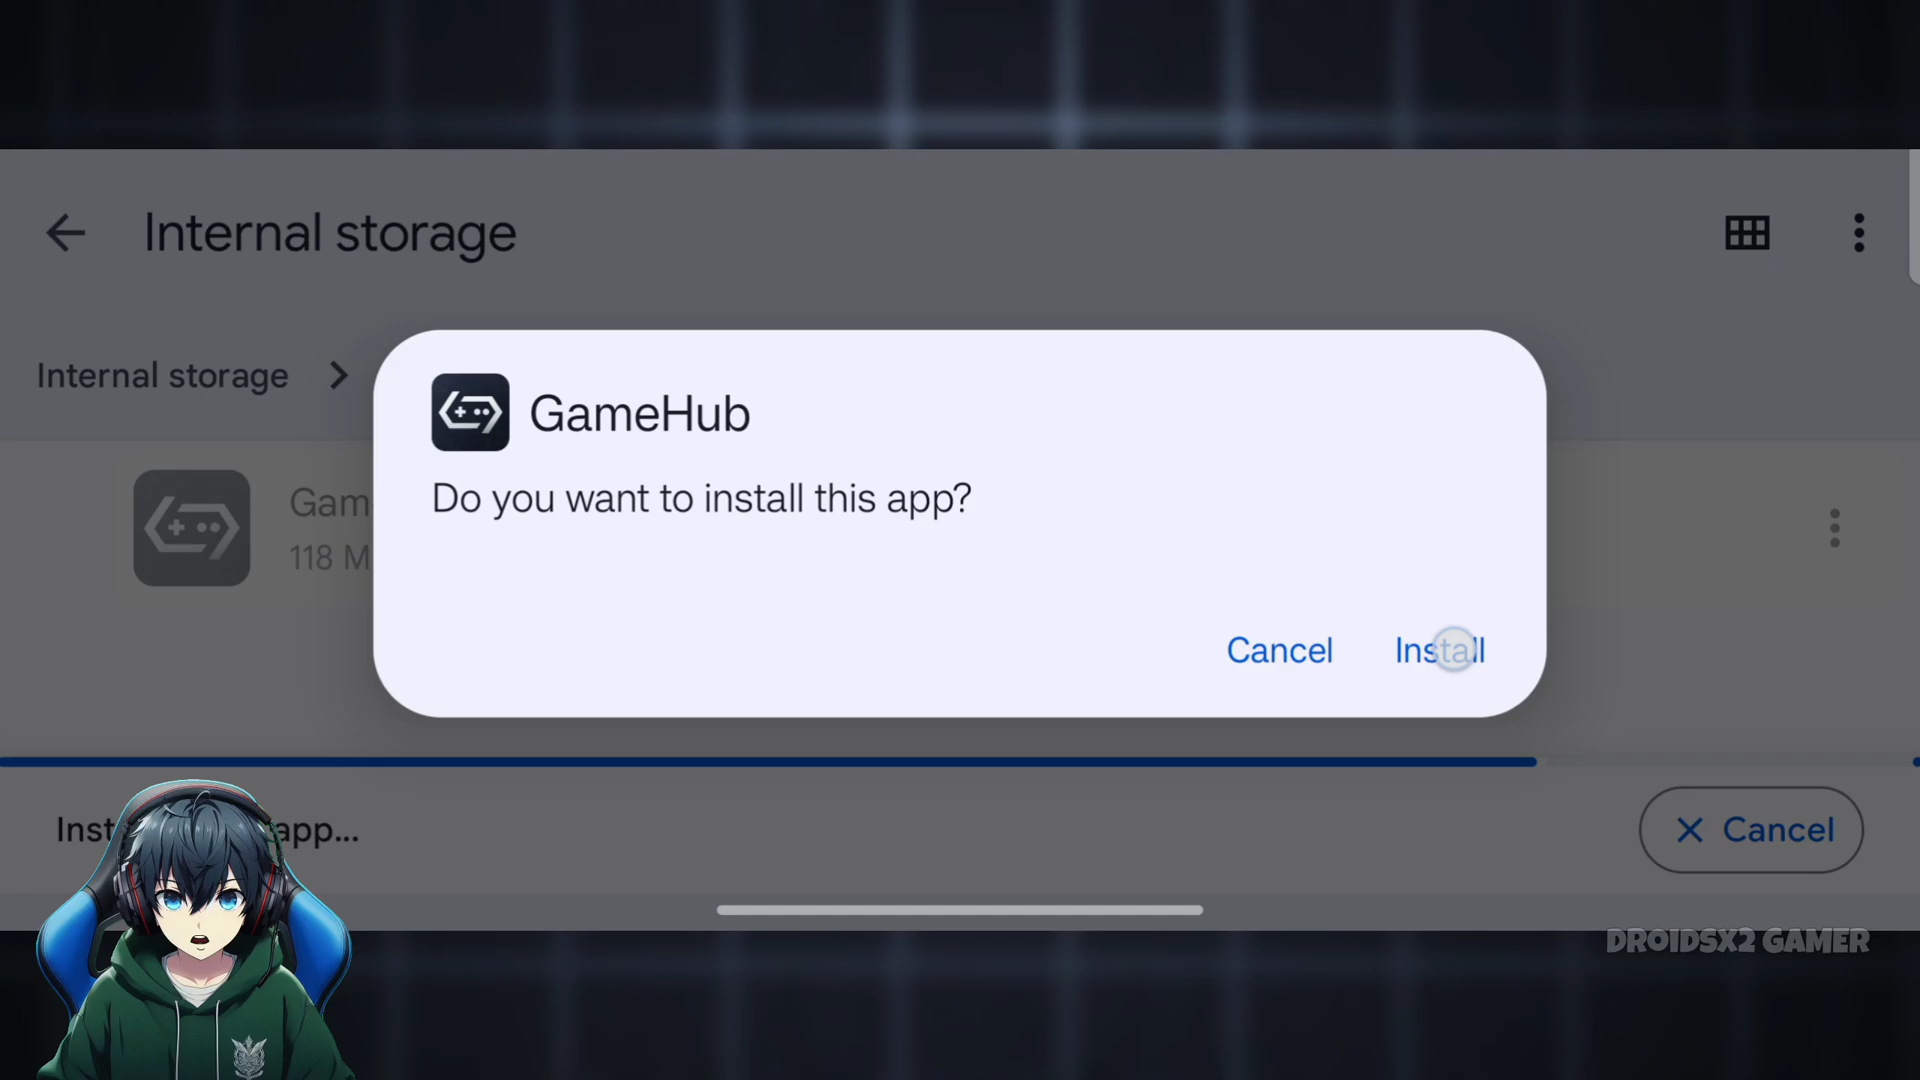 Internal storage
Internal storage
GameHub
Do you want to install this app?
Gam
118 M
Cancel
Install
Inst app...
Cancel
DROIDSX2 GAMER